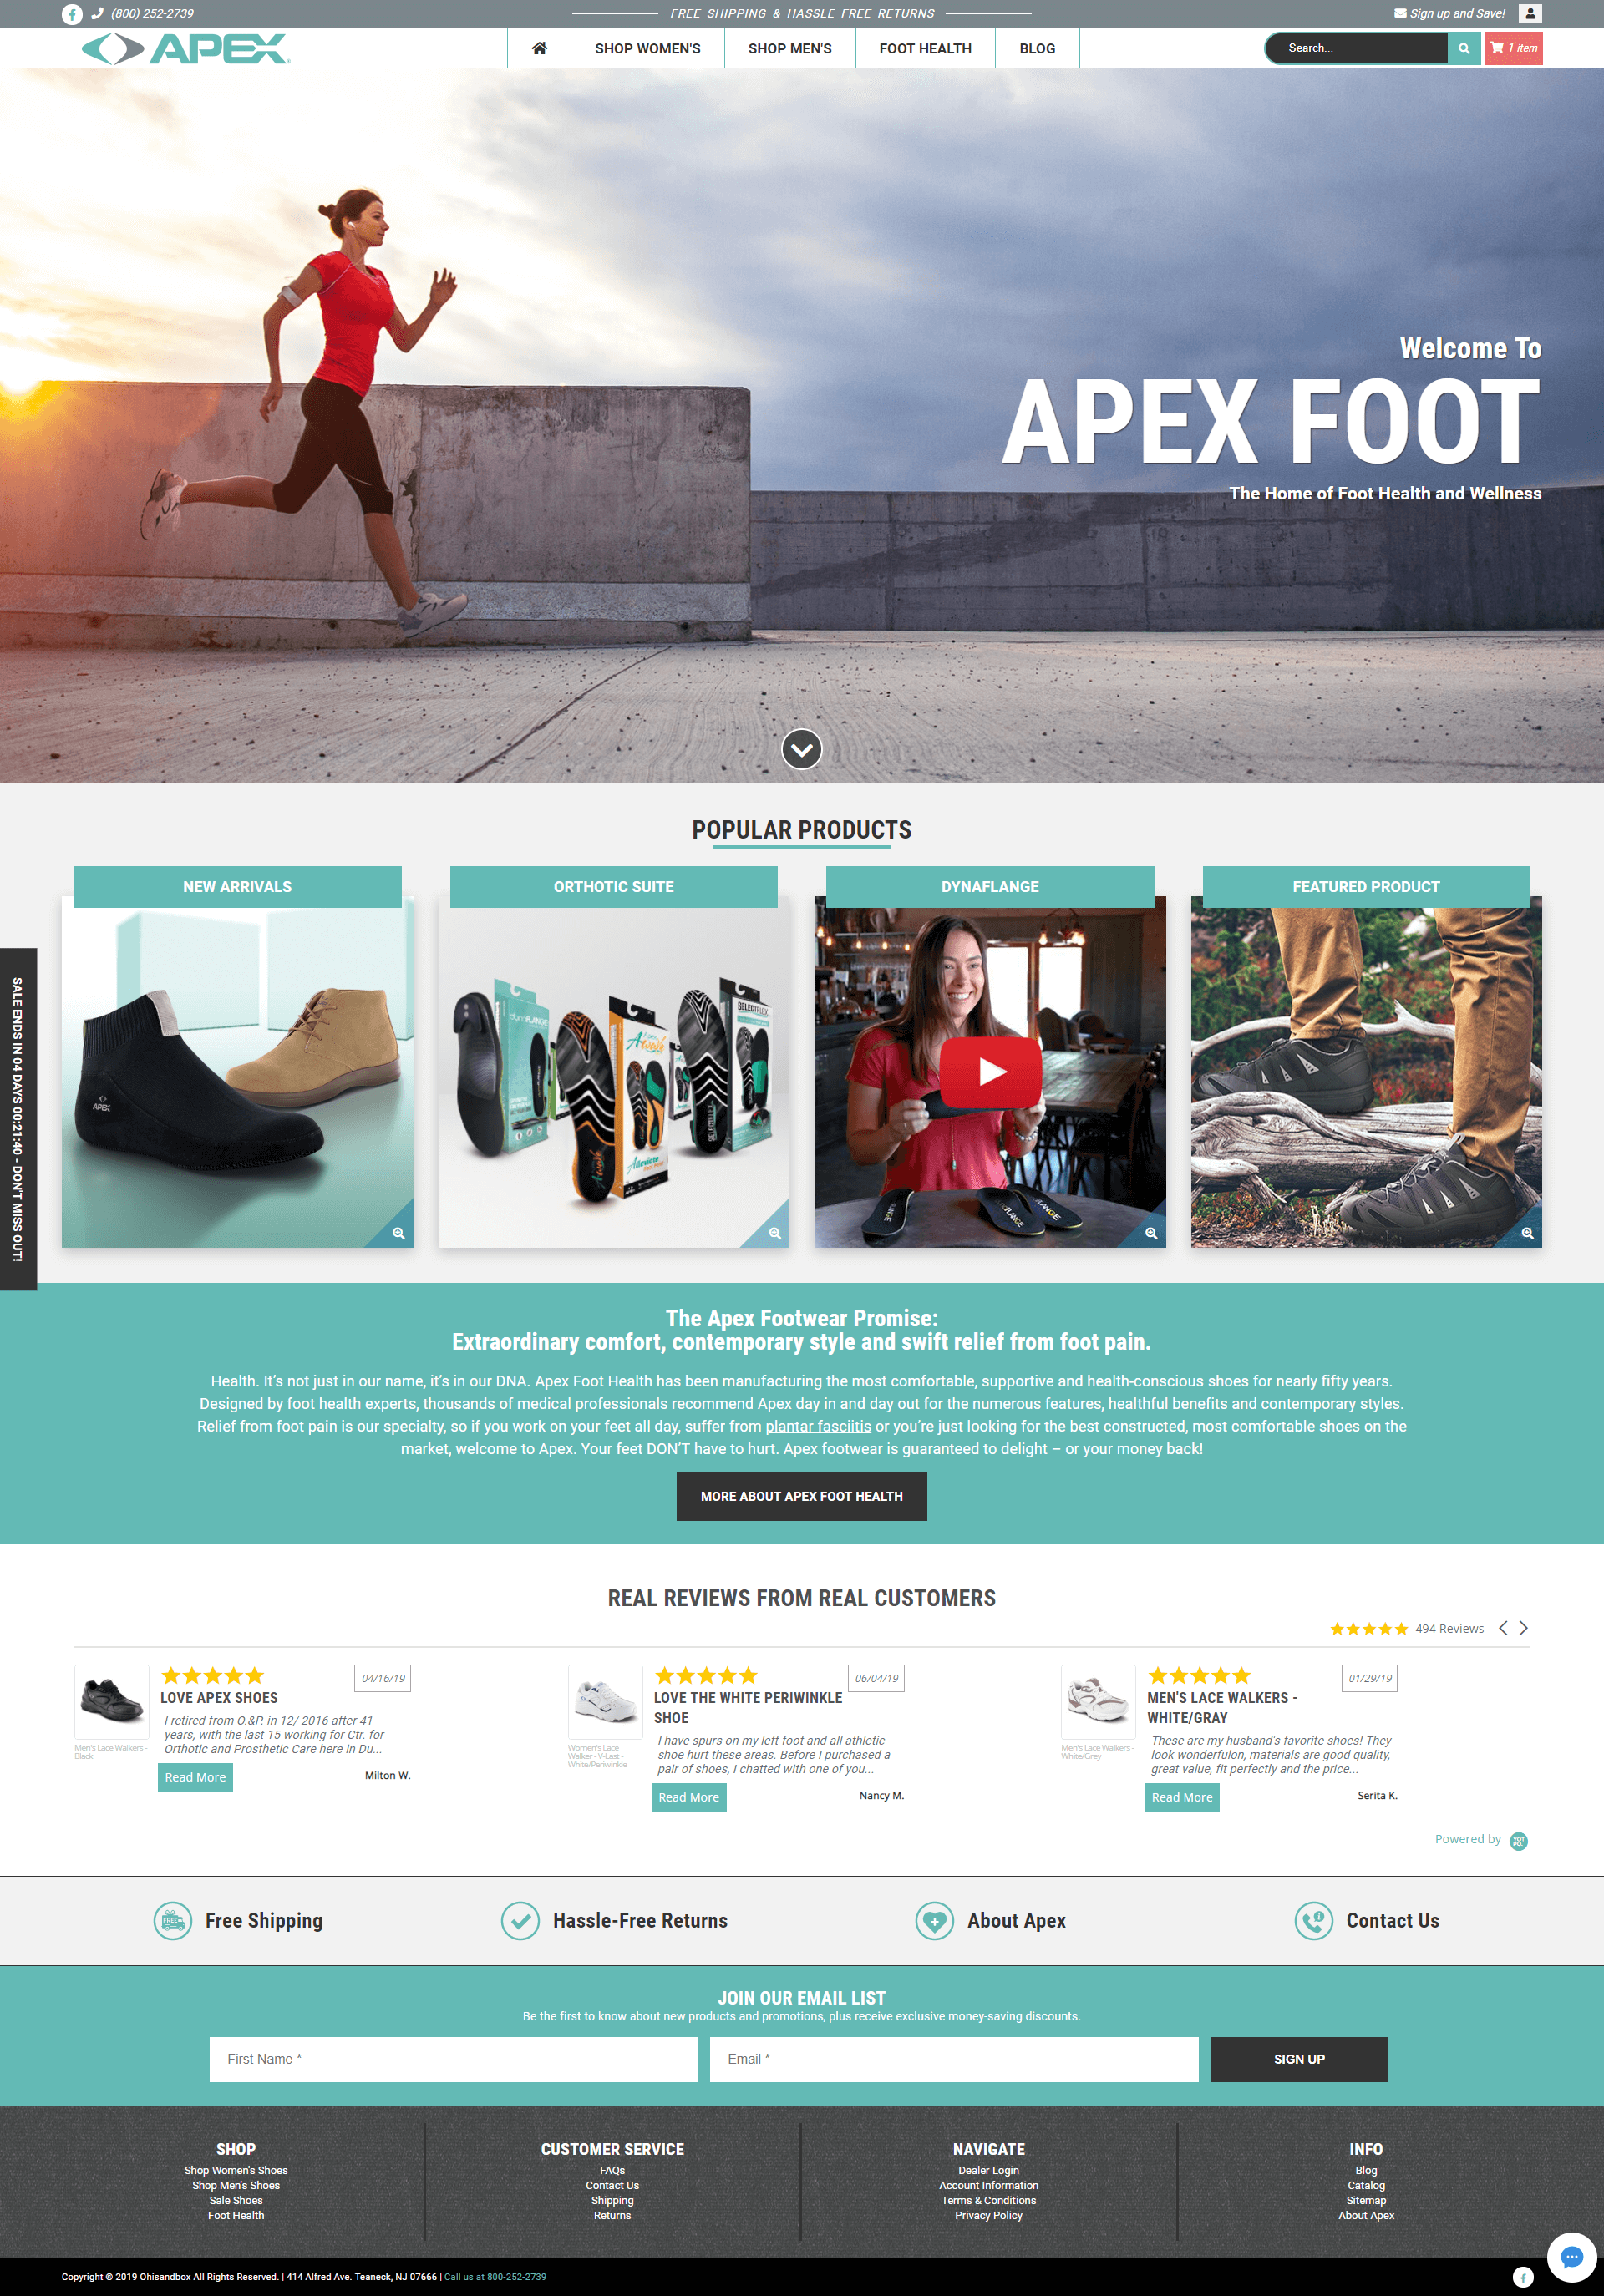 (800) 252-2739
FREE SHIPPING & HASSLE FREE RETURNS
Sign up and Save!
APEX
SHOP WOMEN'S
SHOP MEN'S
FOOT HEALTH
BLOG
Search...
1 item
Welcome To
APEX FOOT
The Home of Foot Health and Wellness
POPULAR PRODUCTS
NEW ARRIVALS
ORTHOTIC SUITE
DYNAFLANGE
FEATURED PRODUCT
SALE ENDS IN 04 DAYS 00:21:40 - DON'T MISS OUT!
APEX
dynaFLANGE
SELECTFLEX
The Apex Footwear Promise:
Extraordinary comfort, contemporary style and swift relief from foot pain.
Health. It's not just in our name, it's in our DNA. Apex Foot Health has been manufacturing the most comfortable, supportive and health-conscious shoes for nearly fifty years.
Designed by foot health experts, thousands of medical professionals recommend Apex day in and day out for the numerous features, healthful benefits and contemporary styles.
Relief from foot pain is our specialty, so if you work on your feet all day, suffer from plantar fasciitis or you're just looking for the best constructed, most comfortable shoes on the
market, welcome to Apex. Your feet DON'T have to hurt. Apex footwear is guaranteed to delight – or your money back!
MORE ABOUT APEX FOOT HEALTH
REAL REVIEWS FROM REAL CUSTOMERS
494 Reviews
04/16/19
LOVE APEX SHOES
I retired from O.&P. in 12/ 2016 after 41
years, with the last 15 working for Ctr. for
Orthotic and Prosthetic Care here in Du...
Men's Lace Walkers -
Black
Read More
Milton W.
06/04/19
LOVE THE WHITE PERIWINKLE
SHOE
I have spurs on my left foot and all athletic
shoe hurt these areas. Before I purchased a
pair of shoes, I chatted with one of you...
Women's Lace
Walker - V-Last -
White/Periwinkle
Read More
Nancy M.
01/29/19
MEN'S LACE WALKERS -
WHITE/GRAY
These are my husband's favorite shoes! They
look wonderfulon, materials are good quality,
great value, fit perfectly and the price...
Men's Lace Walkers -
White/Grey
Read More
Serita K.
Powered by
YOT
PO.
FREE
Free Shipping
Hassle-Free Returns
About Apex
Contact Us
JOIN OUR EMAIL LIST
Be the first to know about new products and promotions, plus receive exclusive money-saving discounts.
First Name *
Email *
SIGN UP
SHOP
Shop Women's Shoes
Shop Men's Shoes
Sale Shoes
Foot Health
CUSTOMER SERVICE
FAQs
Contact Us
Shipping
Returns
NAVIGATE
Dealer Login
Account Information
Terms & Conditions
Privacy Policy
INFO
Blog
Catalog
Sitemap
About Apex
Copyright © 2019 Ohisandbox All Rights Reserved. | 414 Alfred Ave. Teaneck, NJ 07666 | Call us at 800-252-2739